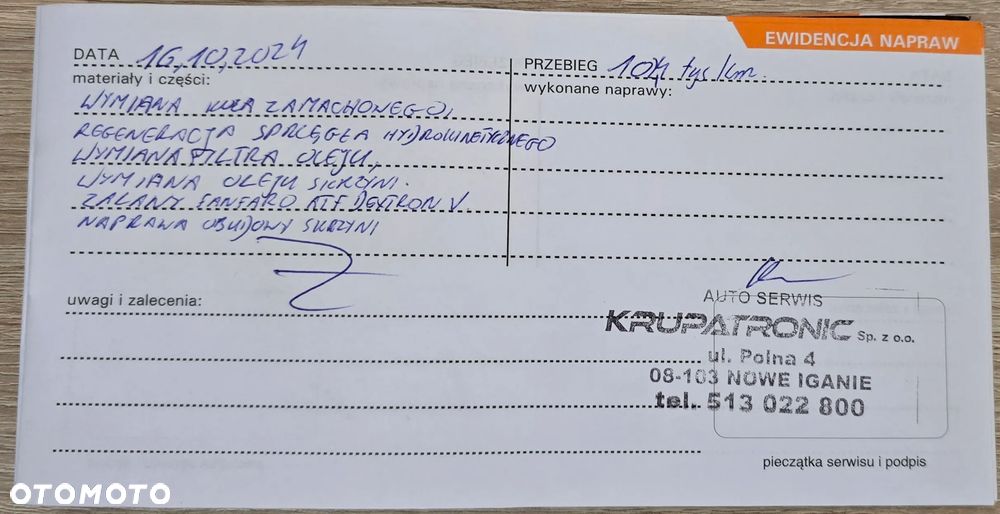 EWIDENCJA NAPRAW
DATA 16,10,2024
PRZEBIEG 104 tys/km.
materiały i części:
wykonane naprawy:
WYMIANA KOŁA ZAMACHONEGO,
REGENERACJA SPRZĘGŁA HYDROKINETYCZNEGO
WYMIANA FILTRA OLEJU,
WYMIANA OLEJU SKRZYNI.
ZALANY FANFARO ATF DEXTRON V.
NAPRAWA OBUDOWY SKRZYNI
uwagi i zalecenia:
AUTO SERWIS
KRUPATRONIC Sp. z o.o.
ul. Polna 4
08-103 NOWE IGANIE
tel. 513 022 800
pieczątka serwisu i podpis
OTOMOTO